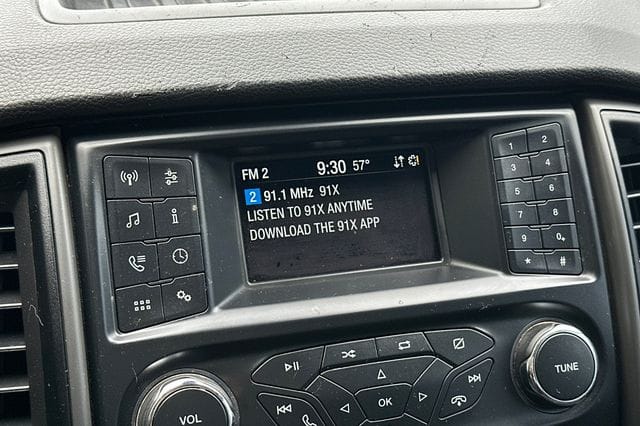 FM 2 9:30 57°
2 91.1 MHz 91X
LISTEN TO 91X ANYTIME
DOWNLOAD THE 91X APP
1 2
3 4
5 6
7 8
9 0+
* #
i
OK
VOL
TUNE